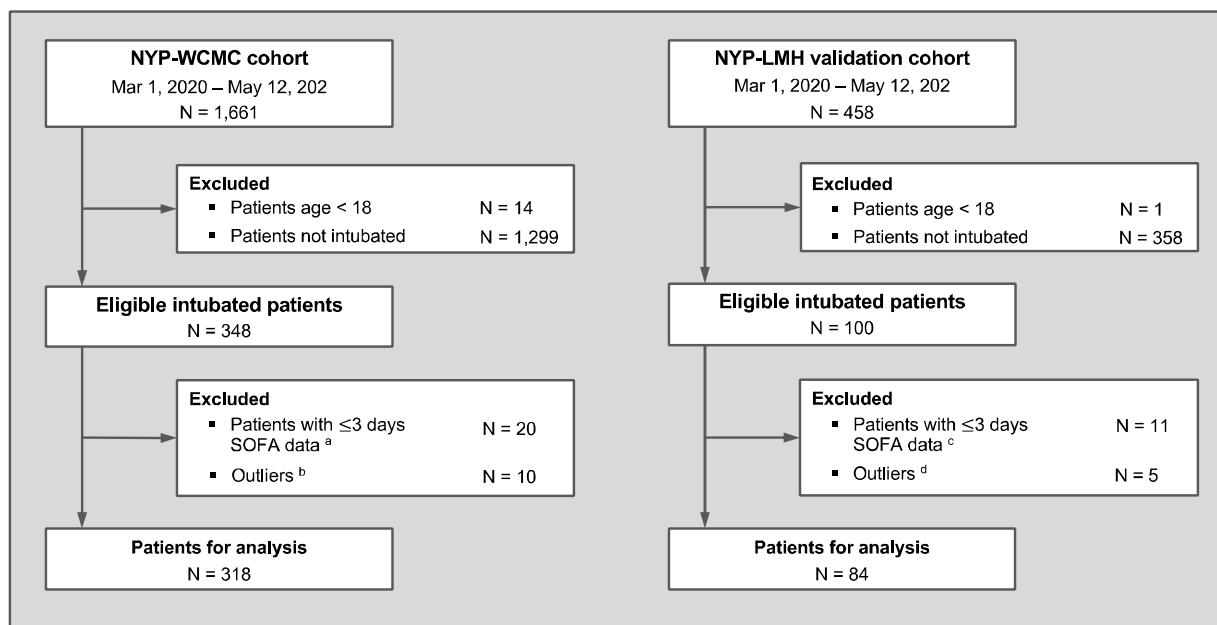 NYP-WCMC cohort
Mar 1, 2020 – May 12, 202
N = 1,661
Excluded
▪ Patients age < 18 N = 14
▪ Patients not intubated N = 1,299
Eligible intubated patients
N = 348
Excluded
▪ Patients with ≤3 days N = 20
SOFA data a
▪ Outliers b N = 10
Patients for analysis
N = 318
NYP-LMH validation cohort
Mar 1, 2020 – May 12, 202
N = 458
Excluded
▪ Patients age < 18 N = 1
▪ Patients not intubated N = 358
Eligible intubated patients
N = 100
Excluded
▪ Patients with ≤3 days N = 11
SOFA data c
▪ Outliers d N = 5
Patients for analysis
N = 84